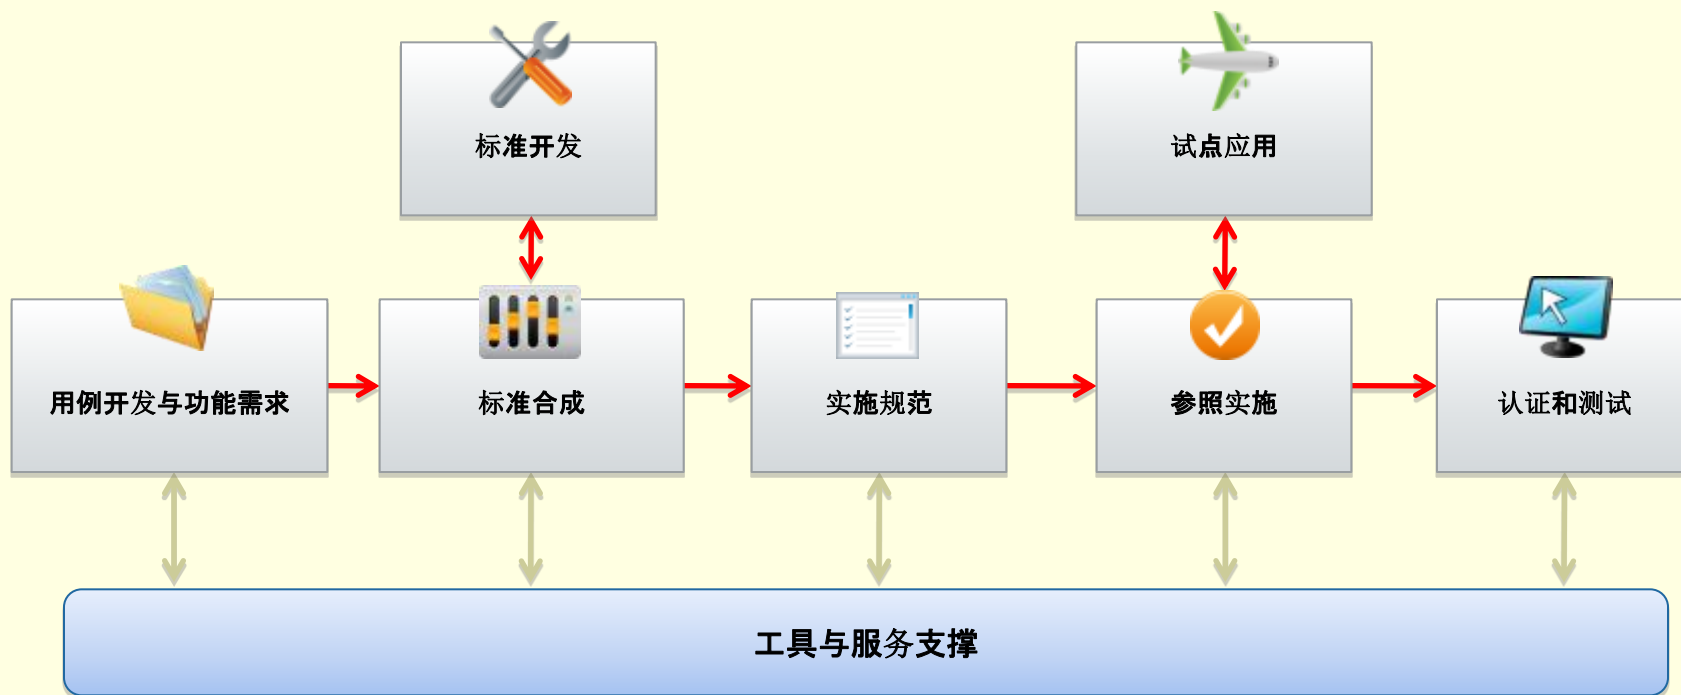 标准开发
试点应用
用例开发与功能需求
标准合成
实施规范
参照实施
认证和测试
工具与服务支撑